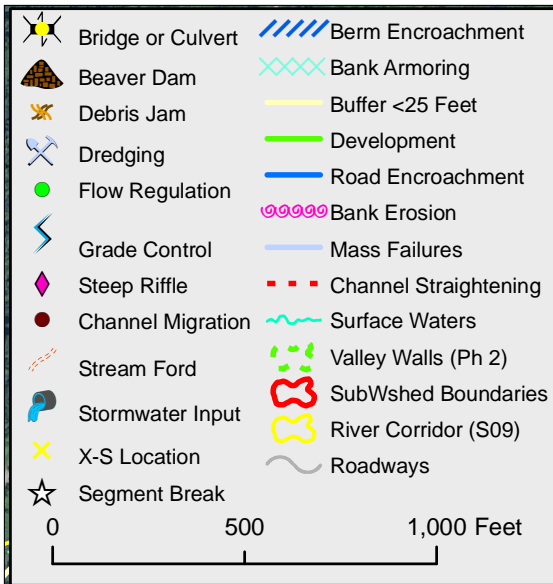 Bridge or Culvert
Beaver Dam
Debris Jam
Dredging
Flow Regulation
Grade Control
Steep Riffle
Channel Migration
Stream Ford
Stormwater Input
X-S Location
Segment Break
Berm Encroachment
Bank Armoring
Buffer <25 Feet
Development
Road Encroachment
Bank Erosion
Mass Failures
Channel Straightening
Surface Waters
Valley Walls (Ph 2)
SubWshed Boundaries
River Corridor (S09)
Roadways
0 500 1,000 Feet